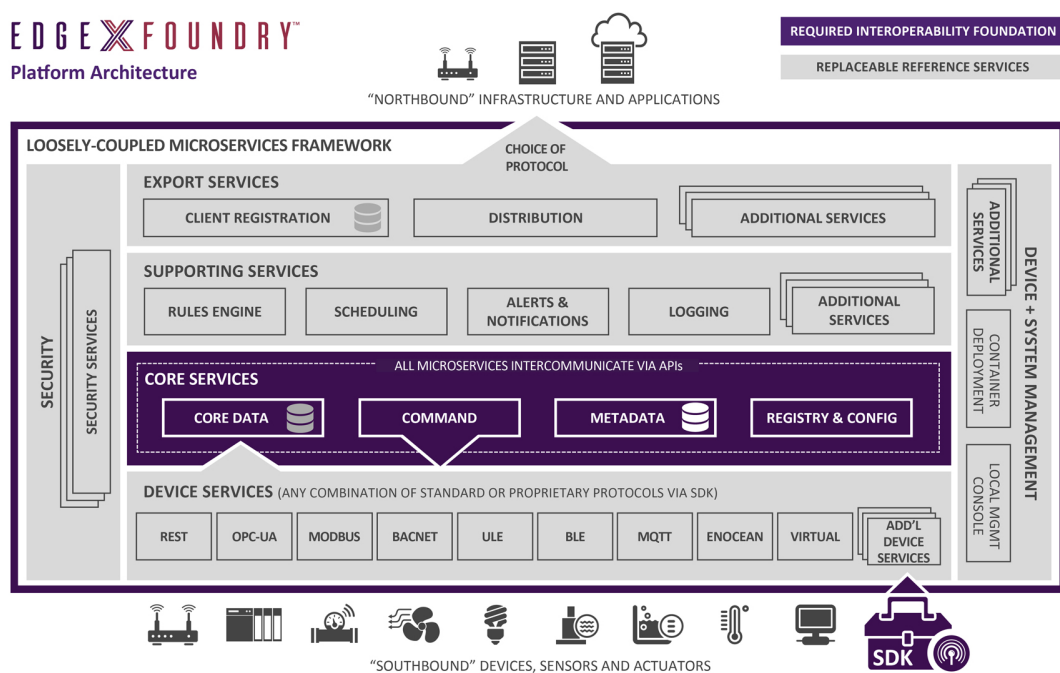 EDGE X FOUNDRY™
Platform Architecture
REQUIRED INTEROPERABILITY FOUNDATION
REPLACEABLE REFERENCE SERVICES
“NORTHBOUND” INFRASTRUCTURE AND APPLICATIONS
LOOSELY-COUPLED MICROSERVICES FRAMEWORK
CHOICE OF
PROTOCOL
SECURITY
SECURITY SERVICES
EXPORT SERVICES
CLIENT REGISTRATION
DISTRIBUTION
ADDITIONAL SERVICES
SUPPORTING SERVICES
RULES ENGINE
SCHEDULING
ALERTS &
NOTIFICATIONS
LOGGING
ADDITIONAL
SERVICES
ALL MICROSERVICES INTERCOMMUNICATE VIA APIs
CORE SERVICES
CORE DATA
COMMAND
METADATA
REGISTRY & CONFIG
DEVICE SERVICES (ANY COMBINATION OF STANDARD OR PROPRIETARY PROTOCOLS VIA SDK)
REST
OPC-UA
MODBUS
BACNET
ULE
BLE
MQTT
ENOCEAN
VIRTUAL
ADD’L
DEVICE
SERVICES
ADDITIONAL
SERVICES
CONTAINER
DEPLOYMENT
LOCAL MGMT
CONSOLE
DEVICE + SYSTEM MANAGEMENT
SDK
“SOUTHBOUND” DEVICES, SENSORS AND ACTUATORS